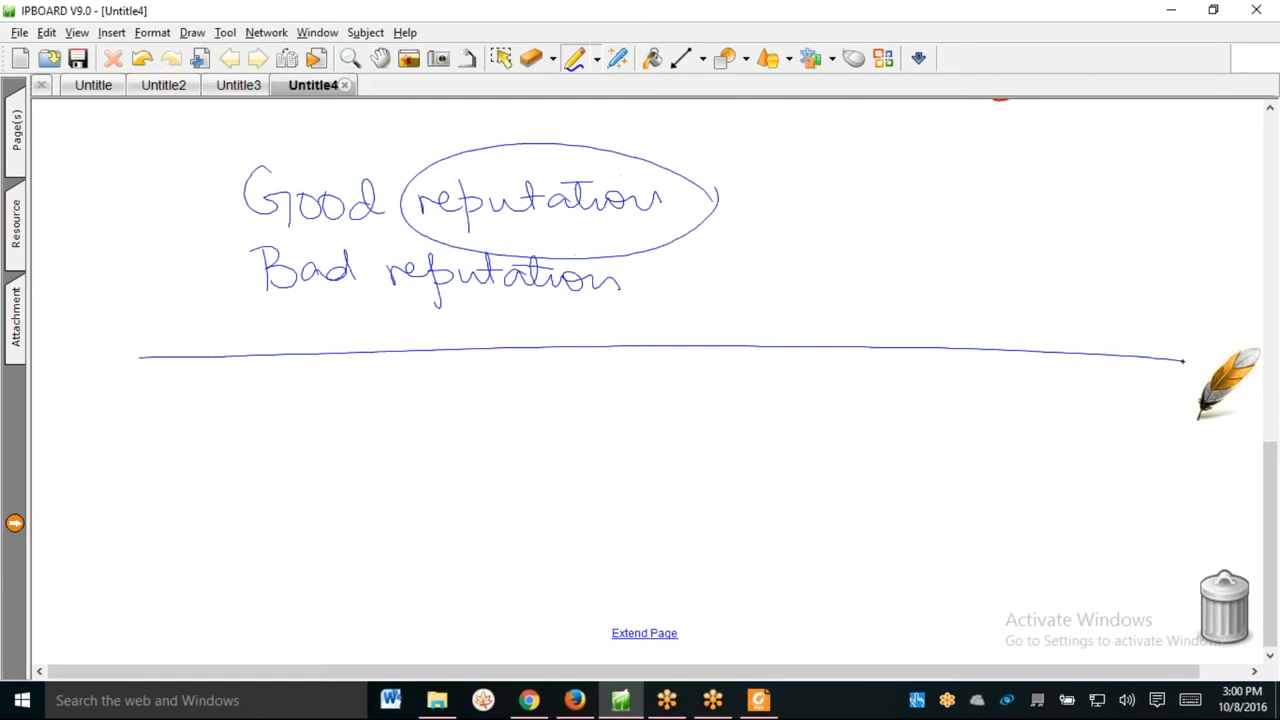 IPBOARD V9.0 - [Untitle4]
File Edit View Insert Format Draw Tool Network Window Subject Help
Untitle Untitle2 Untitle3 Untitle4
Page(s)
Resource
Attachment
Good reputation
Bad reputation
Extend Page
Activate Windows
Go to Settings to activate Windows
Search the web and Windows
3:00 PM
10/8/2016